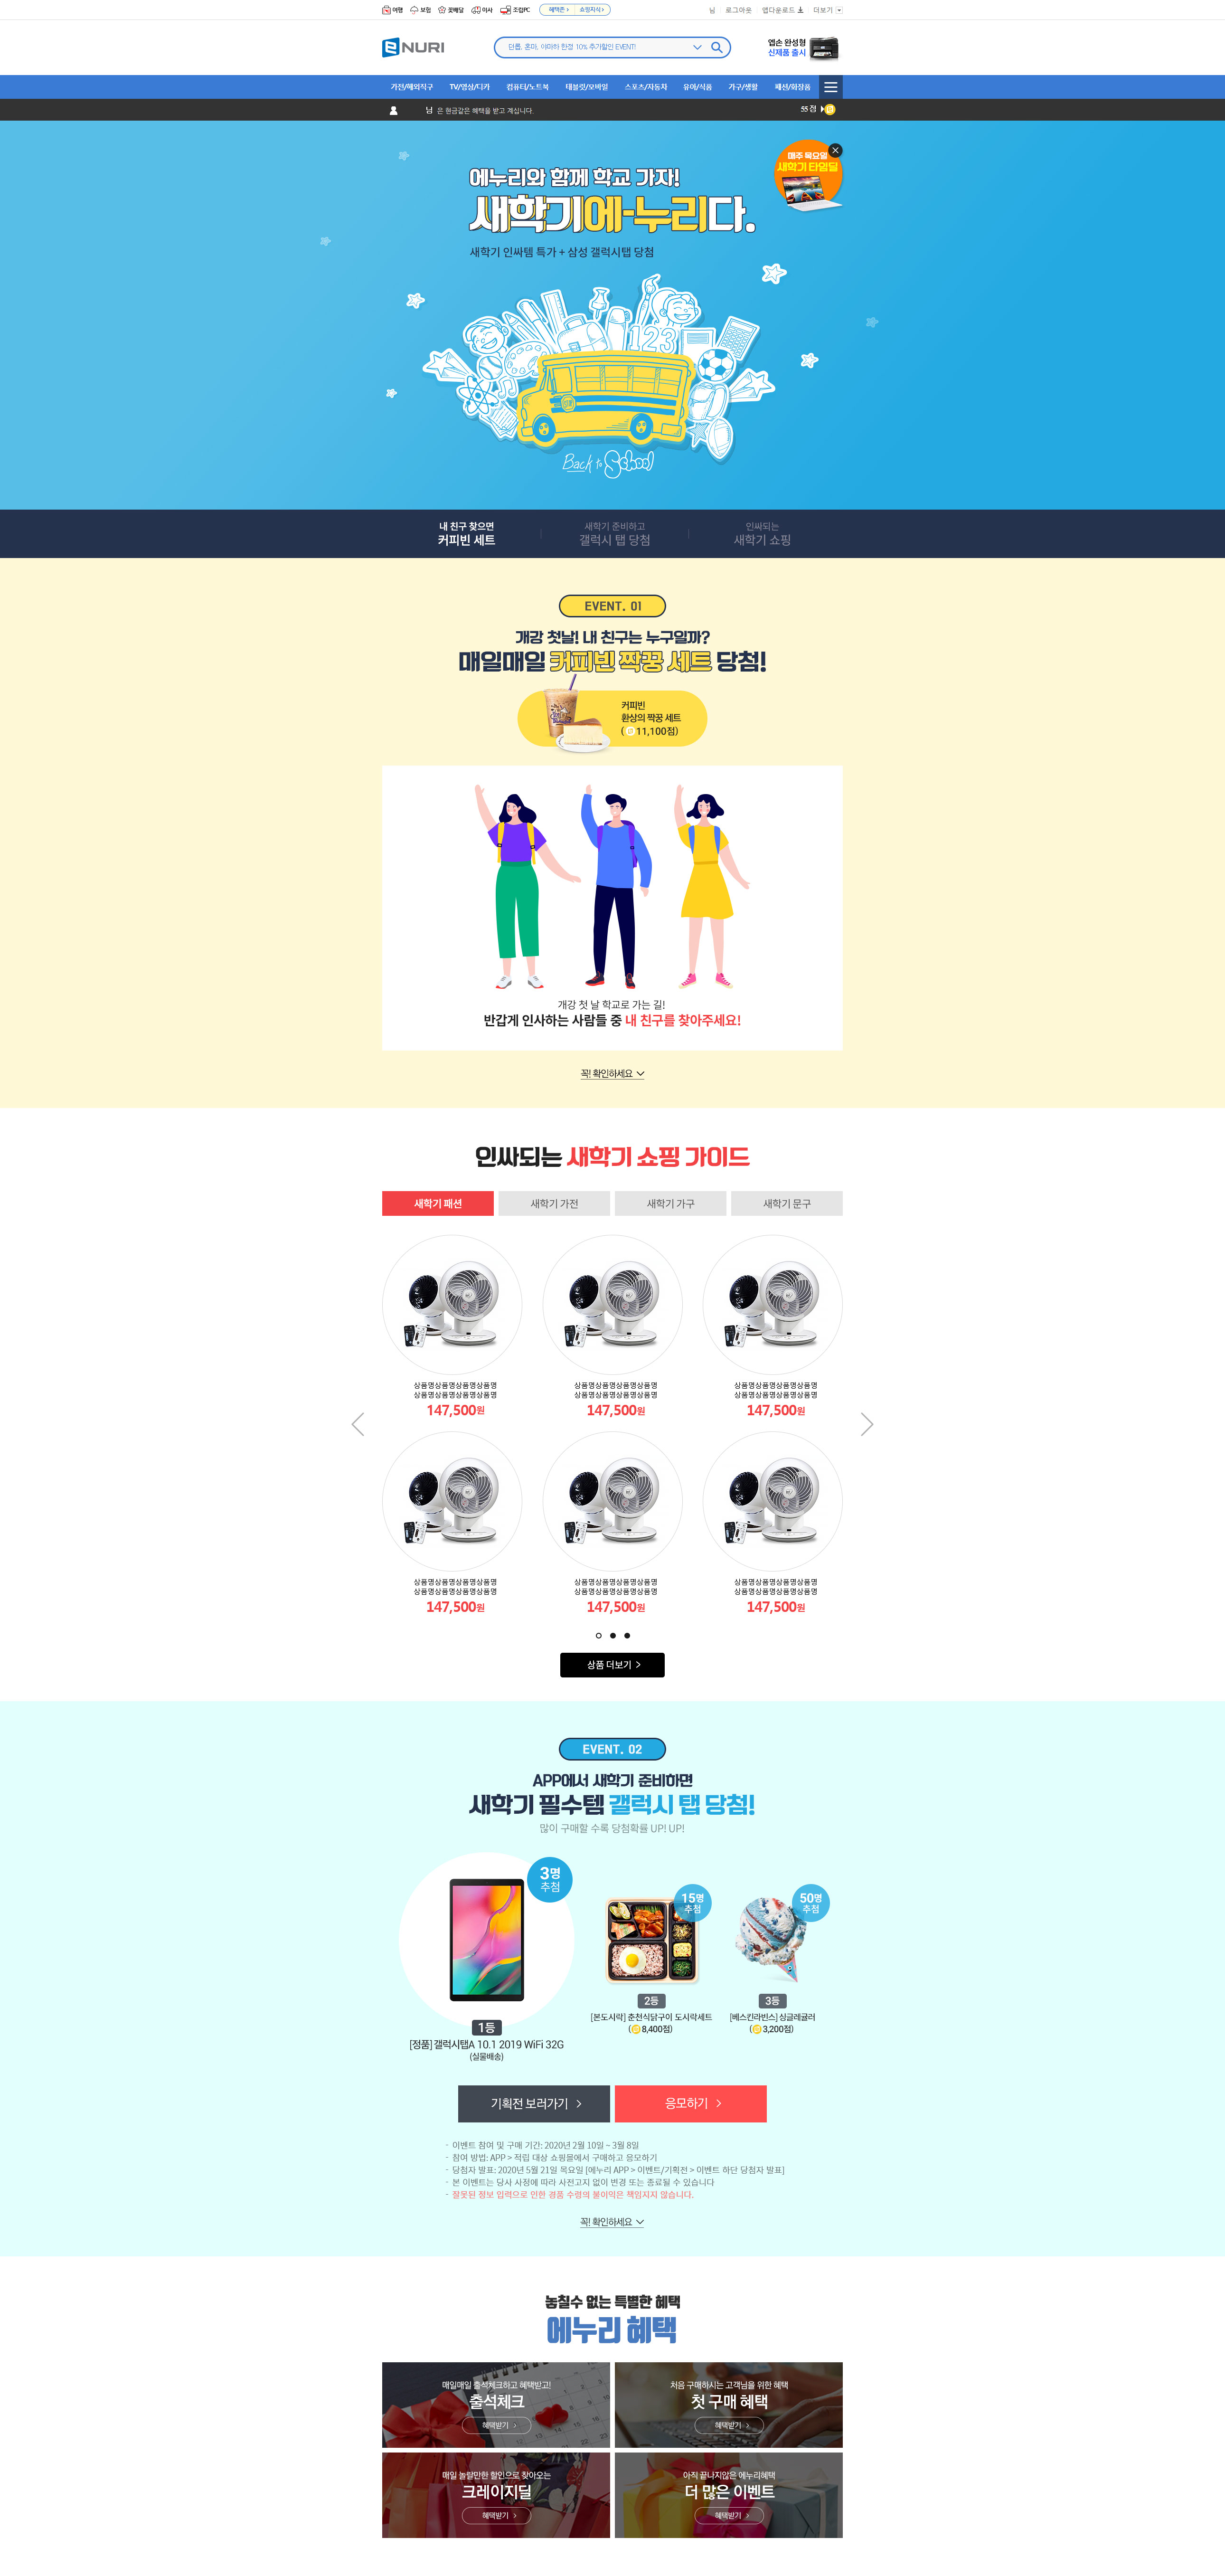 여행 보험 꽃배달 이사 조립PC 혜택존 쇼핑지식
님 로그아웃 앱다운로드 더보기
ENURI
던롭, 혼마, 야마하 한정 10% 추가할인 EVENT!
엡손 완성형
신제품 출시
가전/해외직구 TV/영상/디카 컴퓨터/노트북 태블릿/모바일 스포츠/자동차 유아/식품 가구/생활 패션/화장품
님 은 현금같은 혜택을 받고 계십니다.
55점
매주 목요일
새학기 타임딜
에누리와 함께 학교 가자!
새학기에-누리다.
새학기 인싸템 특가 + 삼성 갤럭시탭 당첨
123
Back to School
내 친구 찾으면
커피빈 세트
새학기 준비하고
갤럭시 탭 당첨
인싸되는
새학기 쇼핑
EVENT. 01
개강 첫날! 내 친구는 누구일까?
매일매일 커피빈 짝꿍 세트 당첨!
커피빈
환상의 짝꿍 세트
(11,100점)
개강 첫 날 학교로 가는 길!
반갑게 인사하는 사람들 중 내 친구를 찾아주세요!
꼭! 확인하세요
인싸되는 새학기 쇼핑 가이드
새학기 패션 새학기 가전 새학기 가구 새학기 문구
상품명상품명상품명상품명 상품명상품명상품명상품명 상품명상품명상품명상품명
상품명상품명상품명상품명 상품명상품명상품명상품명 상품명상품명상품명상품명
147,500원 147,500원 147,500원
상품명상품명상품명상품명 상품명상품명상품명상품명 상품명상품명상품명상품명
상품명상품명상품명상품명 상품명상품명상품명상품명 상품명상품명상품명상품명
147,500원 147,500원 147,500원
상품 더보기
EVENT. 02
APP에서 새학기 준비하면
새학기 필수템 갤럭시 탭 당첨!
많이 구매할 수록 당첨확률 UP! UP!
3명
추첨
1등
[정품] 갤럭시탭A 10.1 2019 WiFi 32G
(실물배송)
15명
추첨
2등
[본도시락] 춘천식닭구이 도시락세트
(8,400점)
50명
추첨
3등
[베스킨라빈스] 싱글레귤러
(3,200점)
기획전 보러가기 >
응모하기 >
- 이벤트 참여 및 구매 기간: 2020년 2월 10일 ~ 3월 8일
- 참여 방법: APP > 적립 대상 쇼핑몰에서 구매하고 응모하기
- 당첨자 발표: 2020년 5월 21일 목요일 [에누리 APP > 이벤트/기획전 > 이벤트 하단 당첨자 발표]
- 본 이벤트는 당사 사정에 따라 사전고지 없이 변경 또는 종료될 수 있습니다
- 잘못된 정보 입력으로 인한 경품 수령의 불이익은 책임지지 않습니다.
꼭! 확인하세요
놓칠수 없는 특별한 혜택
에누리 혜택
매일매일 출석체크하고 혜택받고!
출석체크
혜택받기 >
처음 구매하시는 고객님을 위한 혜택
첫 구매 혜택
혜택받기 >
매일 놀랄만한 할인으로 찾아오는
크레이지딜
혜택받기 >
아직 끝나지않은 에누리혜택
더 많은 이벤트
혜택받기 >